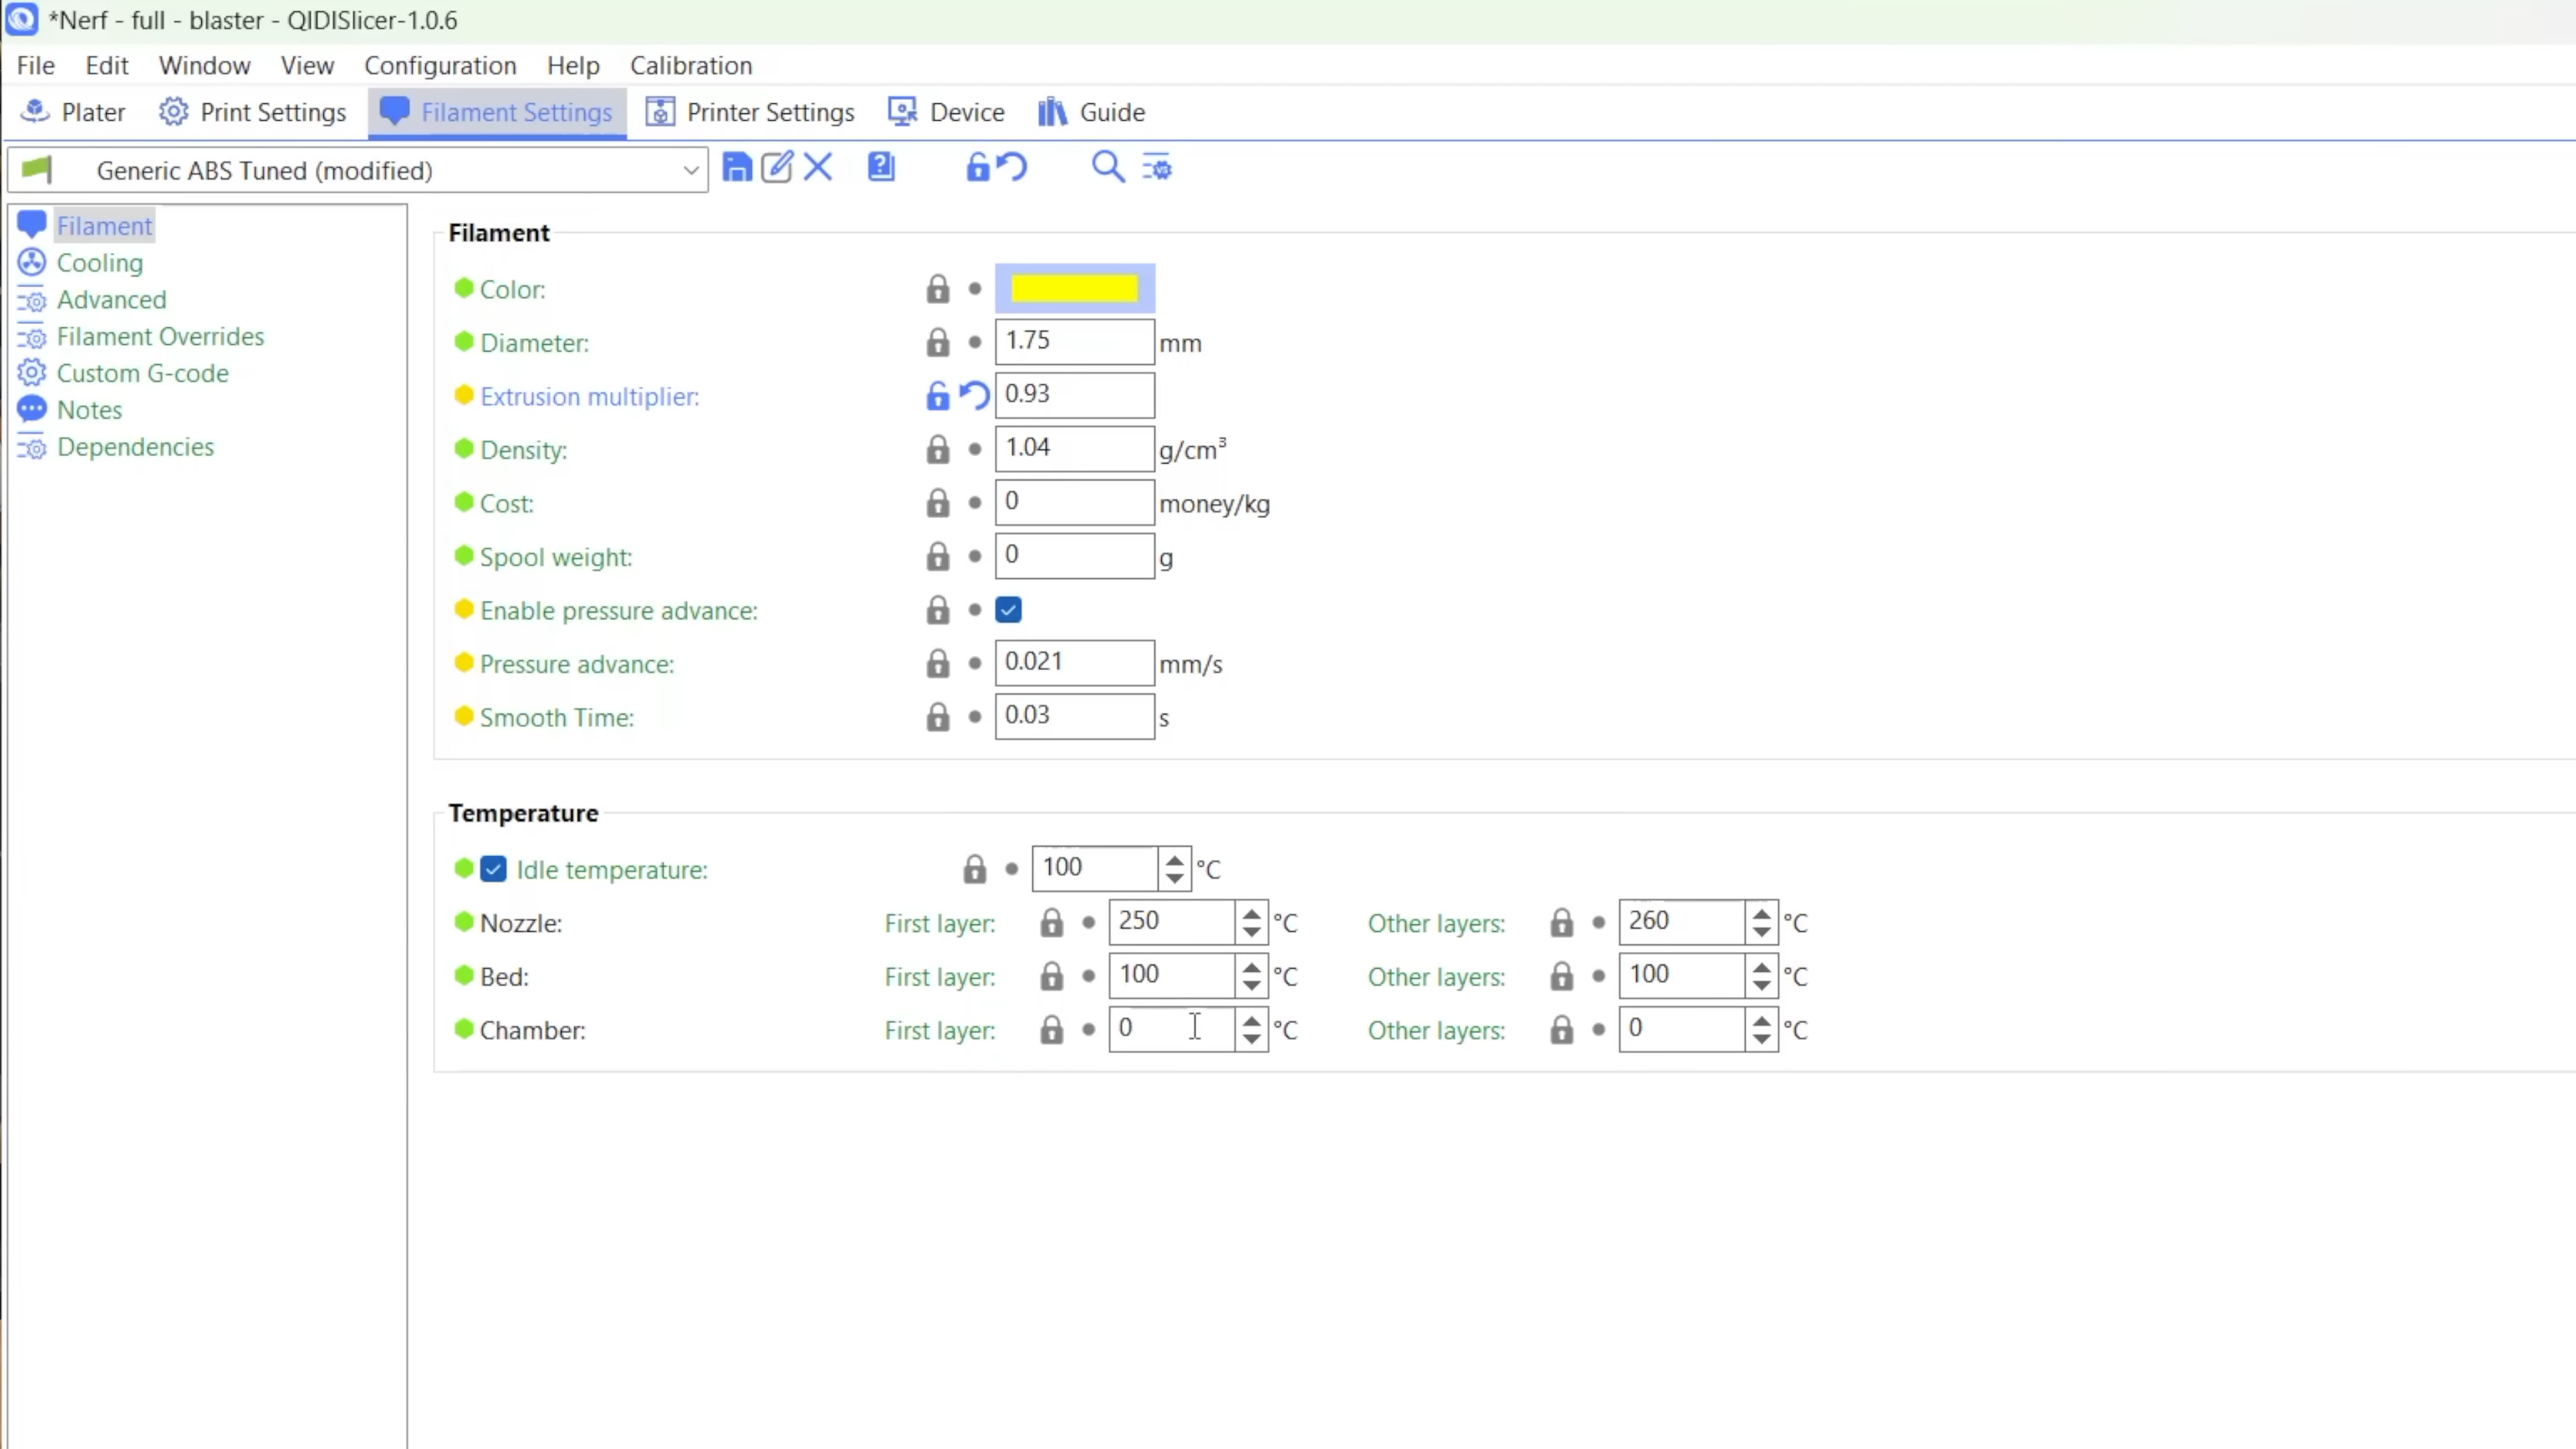 *Nerf - full - blaster - QIDISlicer-1.0.6
File Edit Window View Configuration Help Calibration
Plater Print Settings Filament Settings Printer Settings Device Guide
Generic ABS Tuned (modified)
Filament
Cooling
Advanced
Filament Overrides
Custom G-code
Notes
Dependencies
Filament
Color:
Diameter: 1.75 mm
Extrusion multiplier: 0.93
Density: 1.04 g/cm³
Cost: 0 money/kg
Spool weight: 0 g
Enable pressure advance:
Pressure advance: 0.021 mm/s
Smooth Time: 0.03 s
Temperature
Idle temperature: 100 °C
Nozzle: First layer: 250 °C Other layers: 260 °C
Bed: First layer: 100 °C Other layers: 100 °C
Chamber: First layer: 0 °C Other layers: 0 °C